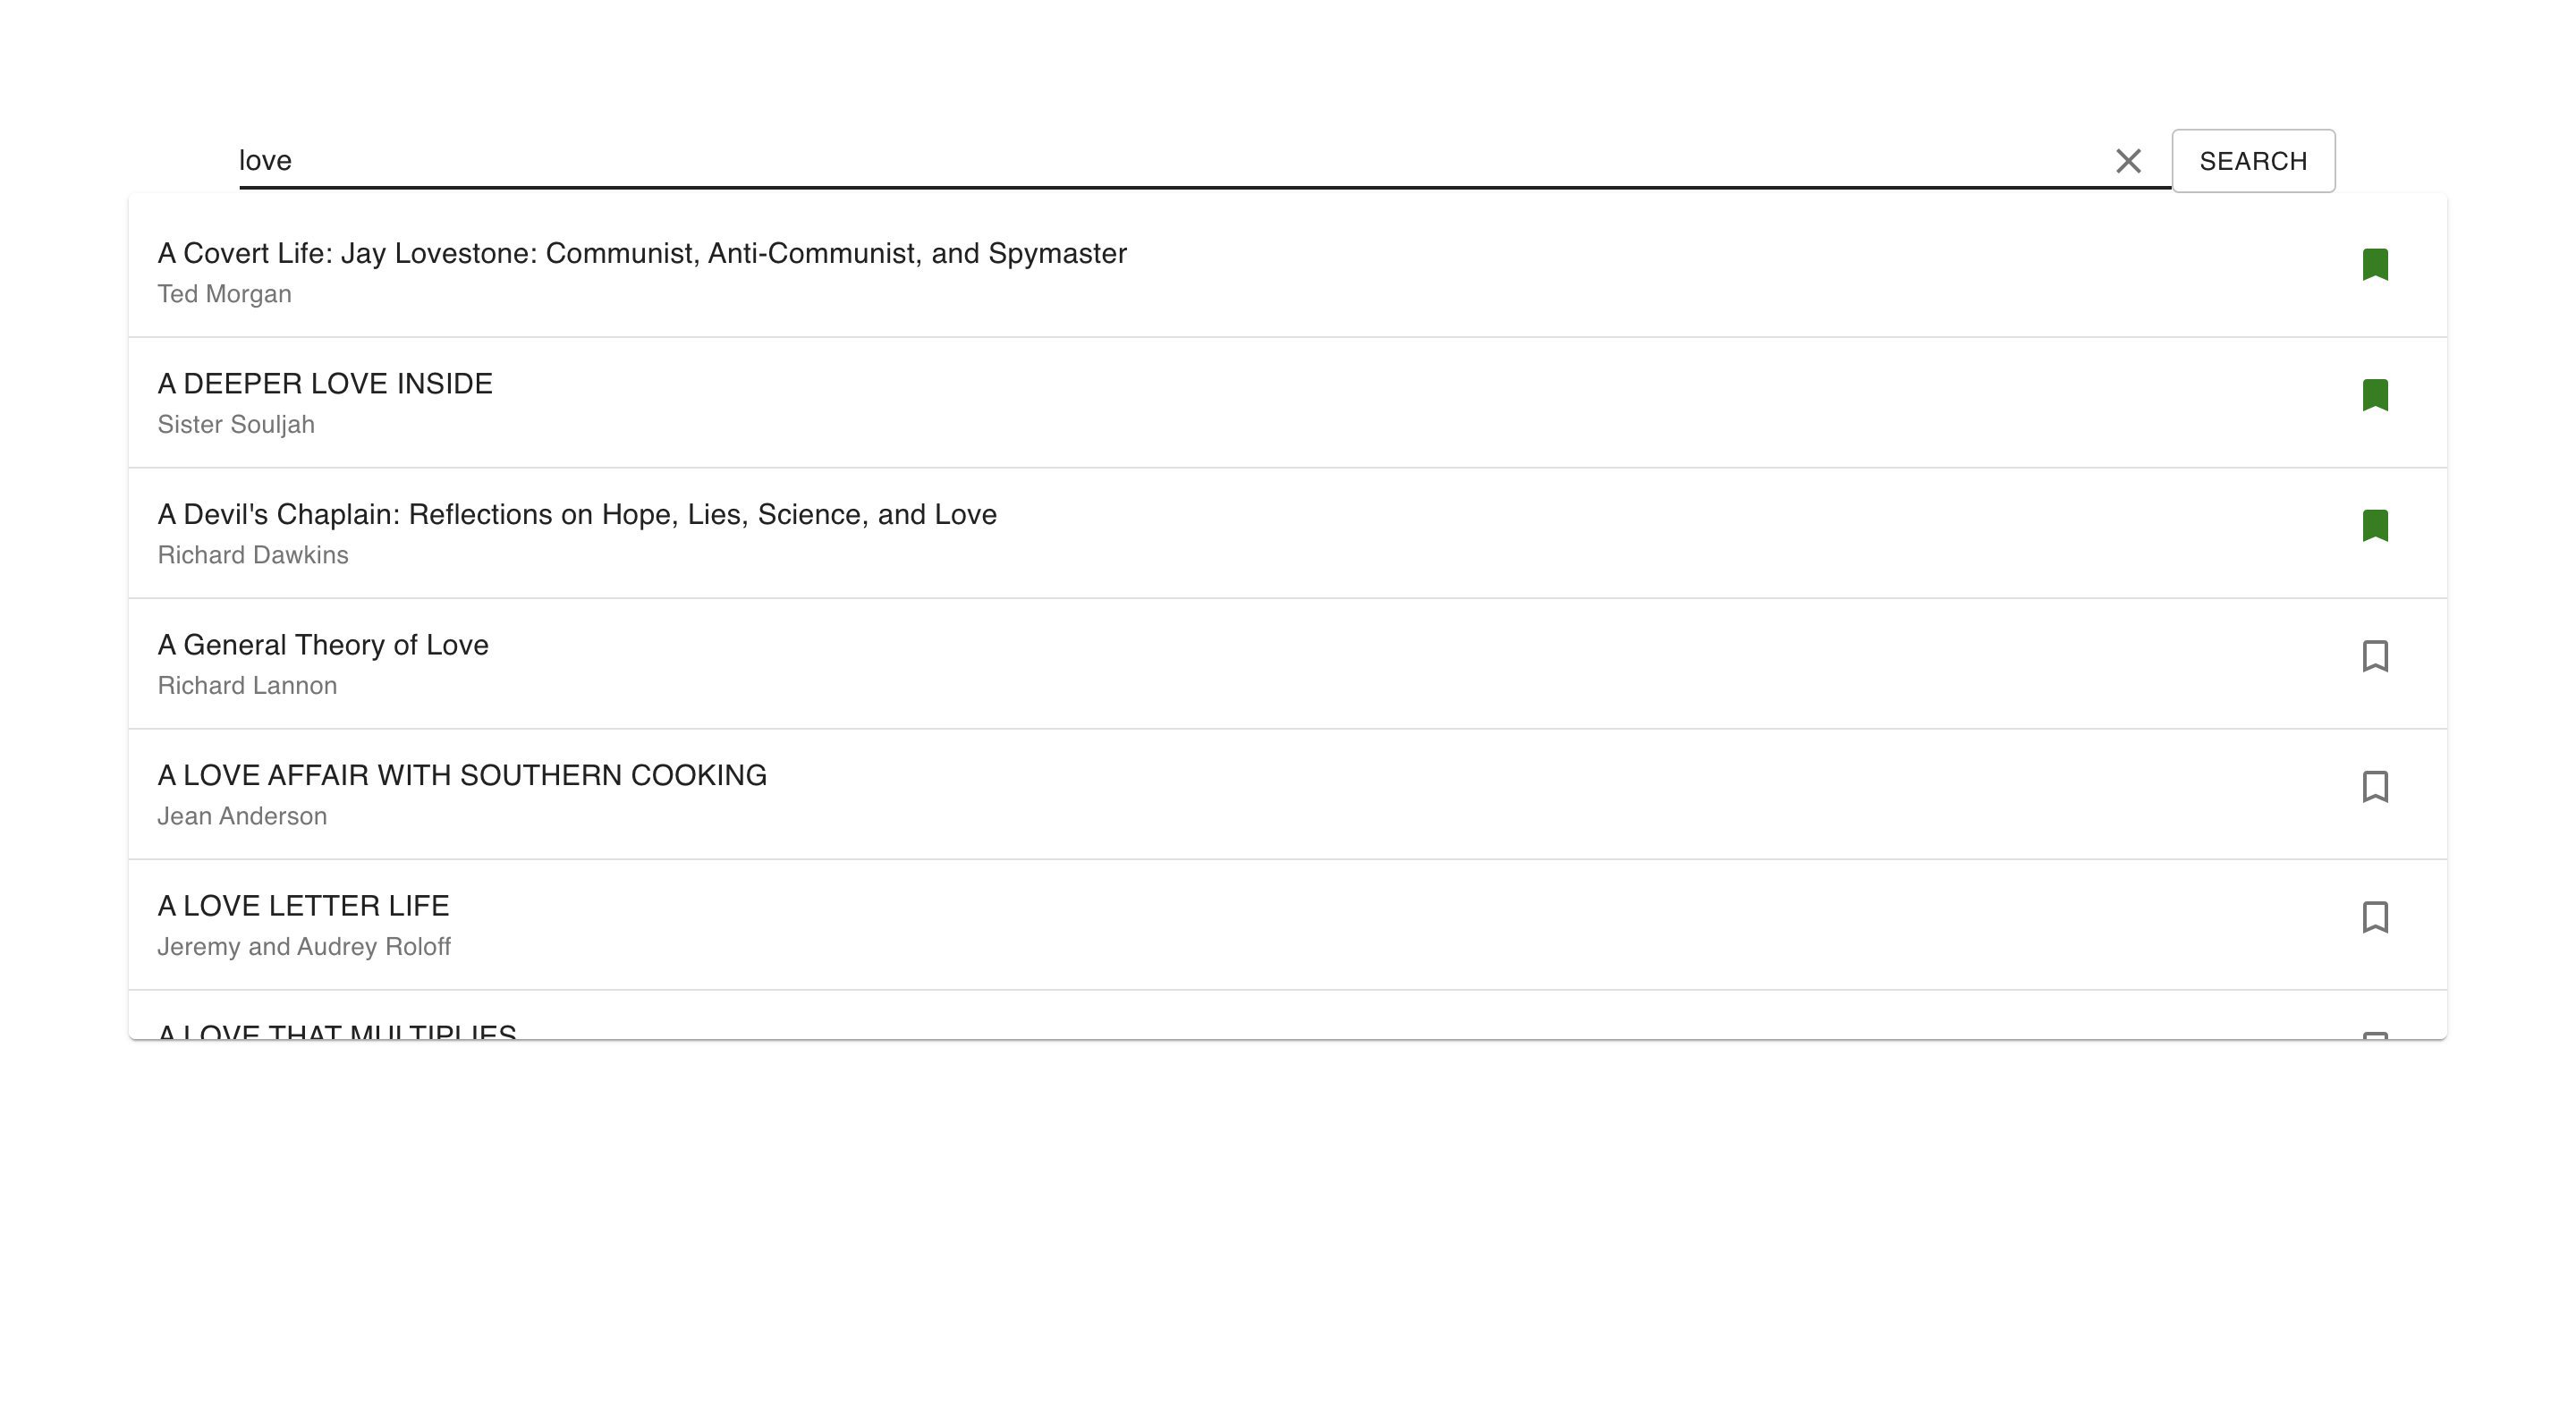 love
SEARCH
A Covert Life: Jay Lovestone: Communist, Anti-Communist, and Spymaster
Ted Morgan
A DEEPER LOVE INSIDE
Sister Souljah
A Devil's Chaplain: Reflections on Hope, Lies, Science, and Love
Richard Dawkins
A General Theory of Love
Richard Lannon
A LOVE AFFAIR WITH SOUTHERN COOKING
Jean Anderson
A LOVE LETTER LIFE
Jeremy and Audrey Roloff
A LOVE THAT MULTIPLIES